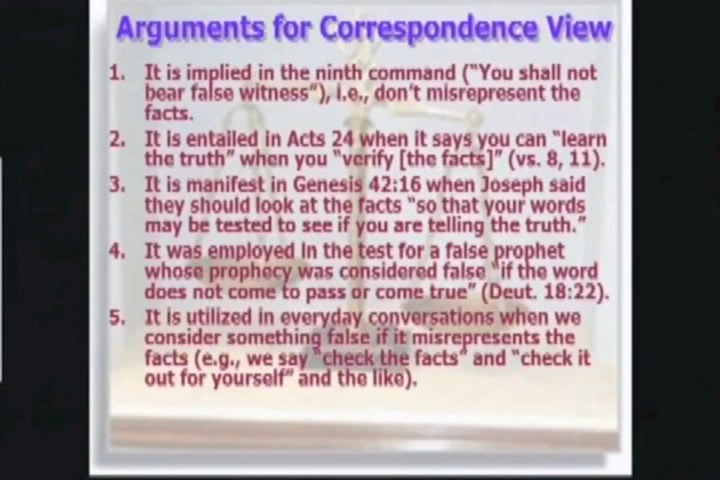 Arguments for Correspondence View
1. It is implied in the ninth command ("You shall not
bear false witness"), i.e., don't misrepresent the
facts.
2. It is entailed in Acts 24 when it says you can "learn
the truth" when you "verify [the facts]" (vs. 8, 11).
3. It is manifest in Genesis 42:16 when Joseph said
they should look at the facts "so that your words
may be tested to see if you are telling the truth."
4. It was employed in the test for a false prophet
whose prophecy was considered false "if the word
does not come to pass or come true" (Deut. 18:22).
5. It is utilized in everyday conversations when we
consider something false if it misrepresents the
facts (e.g., we say "check the facts" and "check it
out for yourself" and the like).